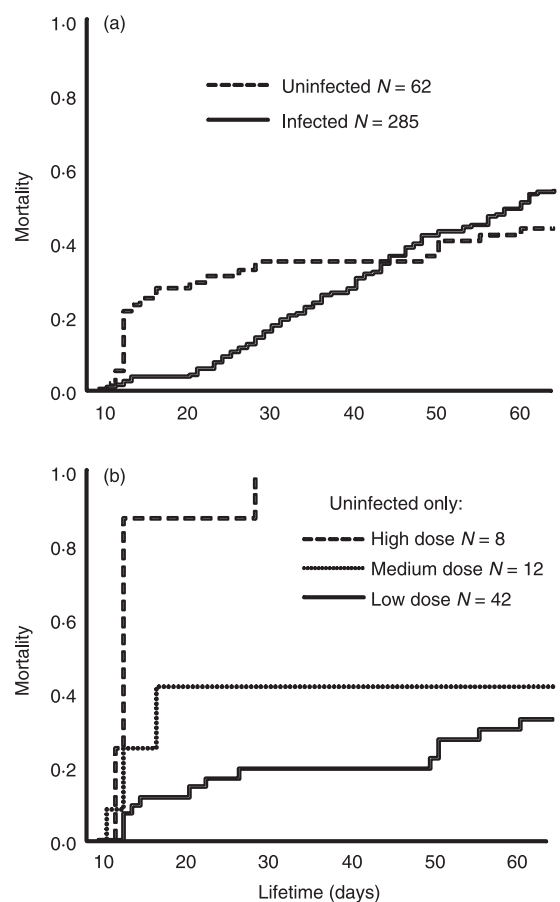 (a)
1·0
0·8
0·6
0·4
0·2
0·0
Mortality
Uninfected N = 62
Infected N = 285
10 20 30 40 50 60
(b)
1·0
0·8
0·6
0·4
0·2
0·0
Mortality
Uninfected only:
High dose N = 8
Medium dose N = 12
Low dose N = 42
10 20 30 40 50 60
Lifetime (days)